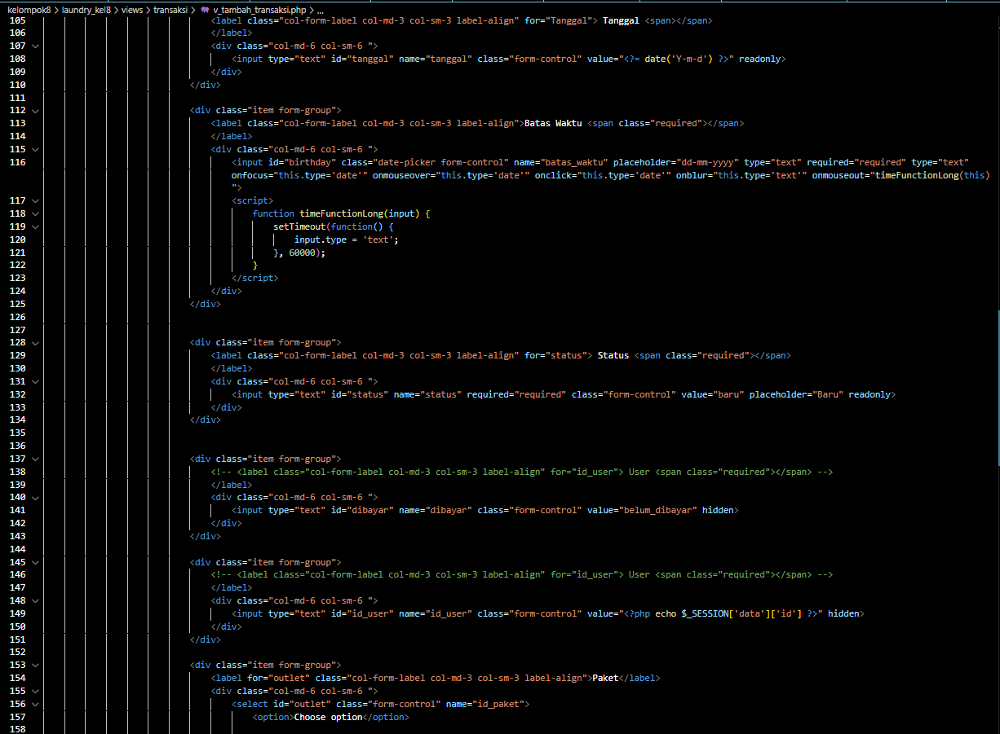 kelompok8 > laundry_kel8 > views > transaksi > v_tambah_transaksi.php > ...
105 <label class="col-form-label col-md-3 col-sm-3 label-align" for="Tanggal"> Tanggal <span></span>
106 </label>
107 <div class="col-md-6 col-sm-6 ">
108 <input type="text" id="tanggal" name="tanggal" class="form-control" value="<?= date('Y-m-d') ?>" readonly>
109 </div>
110 </div>
111
112 <div class="item form-group">
113 <label class="col-form-label col-md-3 col-sm-3 label-align">Batas Waktu <span class="required"></span>
114 </label>
115 <div class="col-md-6 col-sm-6 ">
116 <input id="birthday" class="date-picker form-control" name="batas_waktu" placeholder="dd-mm-yyyy" type="text" required="required" type="text"
onfocus="this.type='date'" onmouseover="this.type='date'" onclick="this.type='date'" onblur="this.type='text'" onmouseout="timeFunctionLong(this)
">
117 <script>
118 function timeFunctionLong(input) {
119 setTimeout(function() {
120 input.type = 'text';
121 }, 60000);
122 }
123 </script>
124 </div>
125 </div>
126
127
128 <div class="item form-group">
129 <label class="col-form-label col-md-3 col-sm-3 label-align" for="status"> Status <span class="required"></span>
130 </label>
131 <div class="col-md-6 col-sm-6 ">
132 <input type="text" id="status" name="status" required="required" class="form-control" value="baru" placeholder="Baru" readonly>
133 </div>
134 </div>
135
136
137 <div class="item form-group">
138 <!-- <label class="col-form-label col-md-3 col-sm-3 label-align" for="id_user"> User <span class="required"></span> -->
139 </label>
140 <div class="col-md-6 col-sm-6 ">
141 <input type="text" id="dibayar" name="dibayar" class="form-control" value="belum_dibayar" hidden>
142 </div>
143 </div>
144
145 <div class="item form-group">
146 <!-- <label class="col-form-label col-md-3 col-sm-3 label-align" for="id_user"> User <span class="required"></span> -->
147 </label>
148 <div class="col-md-6 col-sm-6 ">
149 <input type="text" id="id_user" name="id_user" class="form-control" value="<?php echo $_SESSION['data']['id'] ?>" hidden>
150 </div>
151 </div>
152
153 <div class="item form-group">
154 <label for="outlet" class="col-form-label col-md-3 col-sm-3 label-align">Paket</label>
155 <div class="col-md-6 col-sm-6 ">
156 <select id="outlet" class="form-control" name="id_paket">
157 <option>Choose option</option>
158